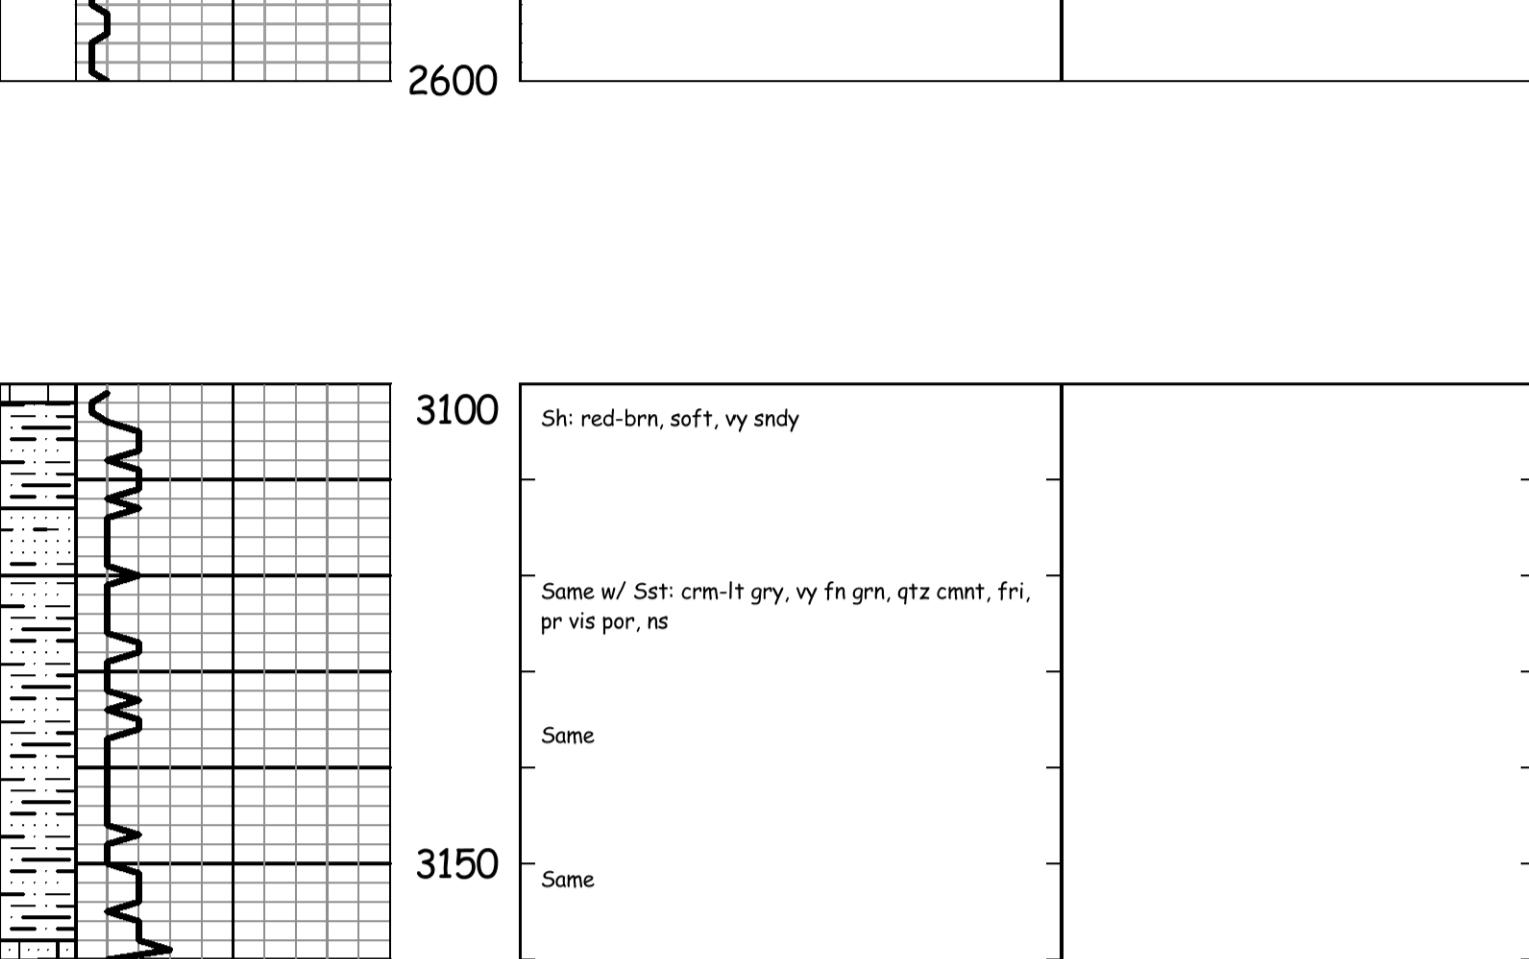 2600
3100
Sh: red-brn, soft, vy sndy
Same w/ Sst: crm-lt gry, vy fn grn, qtz cmnt, fri,
pr vis por, ns
Same
3150
Same